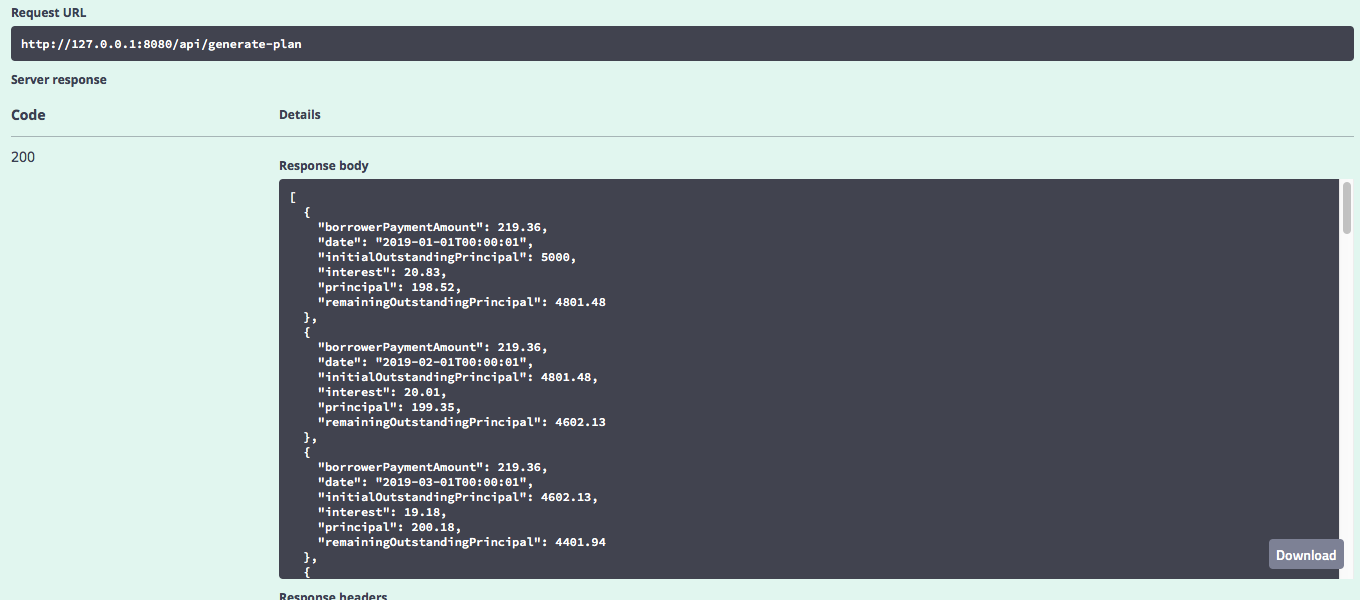 Request URL
http://127.0.0.1:8080/api/generate-plan
Server response
Code Details
200
Response body
[
{
"borrowerPaymentAmount": 219.36,
"date": "2019-01-01T00:00:01",
"initialOutstandingPrincipal": 5000,
"interest": 20.83,
"principal": 198.52,
"remainingOutstandingPrincipal": 4801.48
},
{
"borrowerPaymentAmount": 219.36,
"date": "2019-02-01T00:00:01",
"initialOutstandingPrincipal": 4801.48,
"interest": 20.01,
"principal": 199.35,
"remainingOutstandingPrincipal": 4602.13
},
{
"borrowerPaymentAmount": 219.36,
"date": "2019-03-01T00:00:01",
"initialOutstandingPrincipal": 4602.13,
"interest": 19.18,
"principal": 200.18,
"remainingOutstandingPrincipal": 4401.94
},
{
Download
Response headers